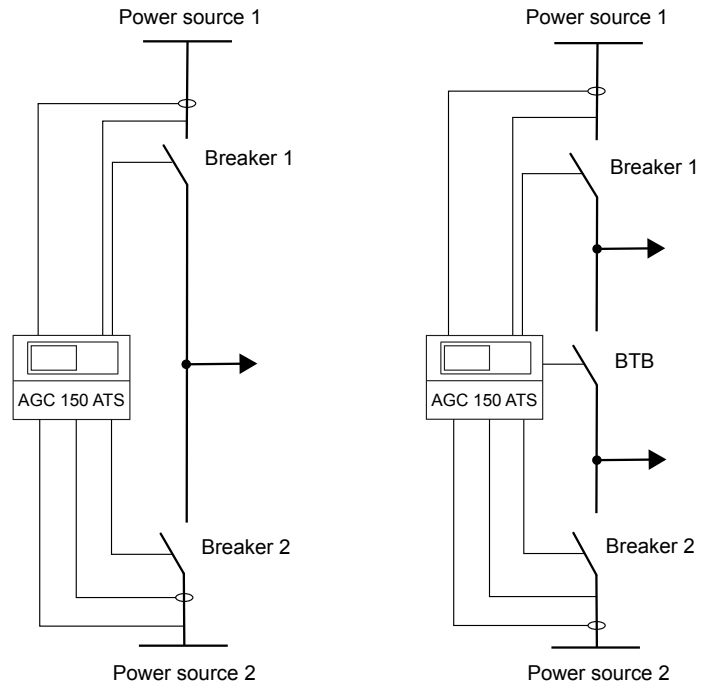 Power source 1
Breaker 1
AGC 150 ATS
Breaker 2
Power source 2
Power source 1
Breaker 1
BTB
AGC 150 ATS
Breaker 2
Power source 2